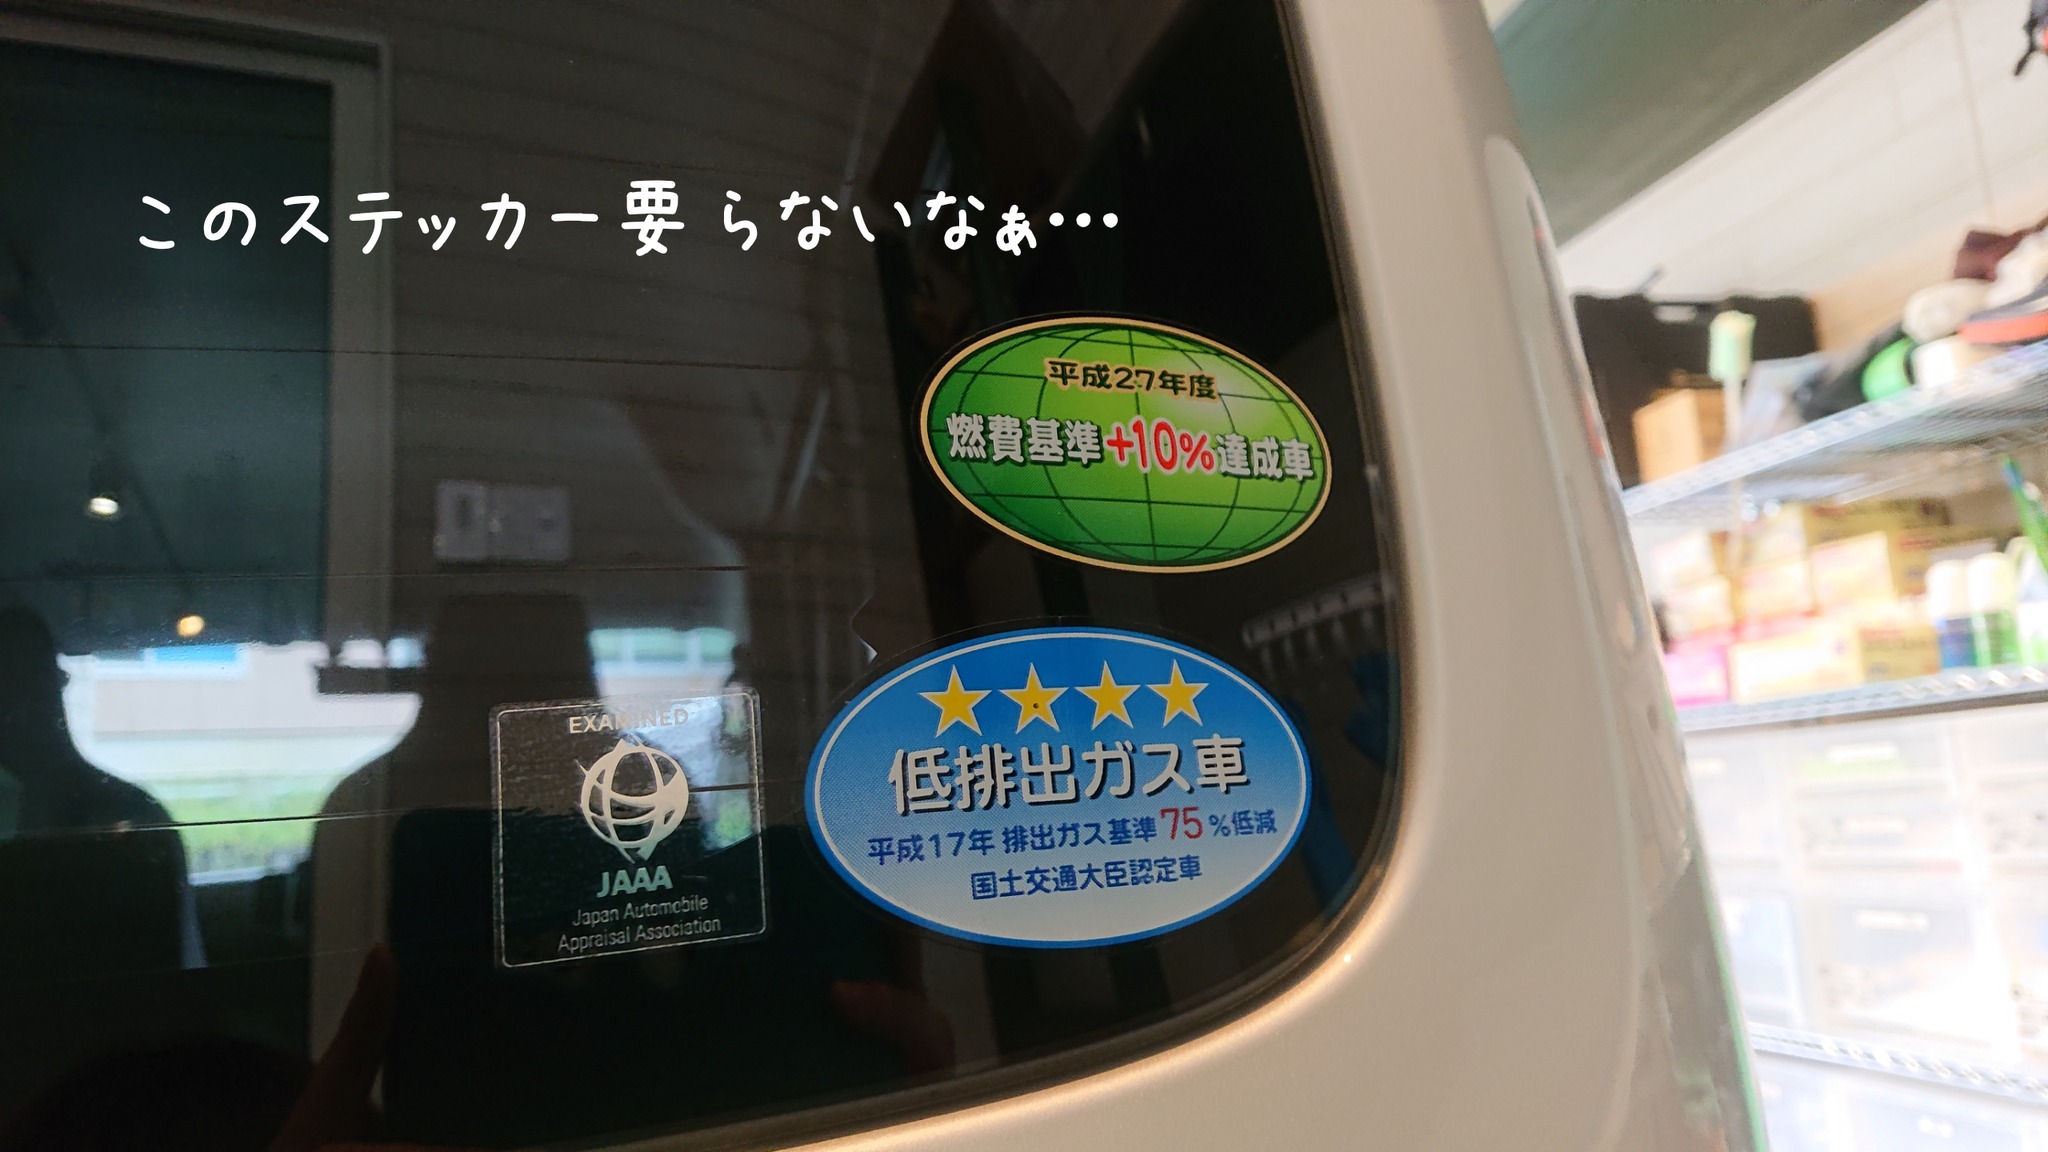 このステッカー要らないなぁ…
平成27年度
燃費基準+10%達成車
★★★★
低排出ガス車
平成17年 排出ガス基準75%低減
国土交通大臣認定車
EXAMINED
JAAA
Japan Automobile
Appraisal Association